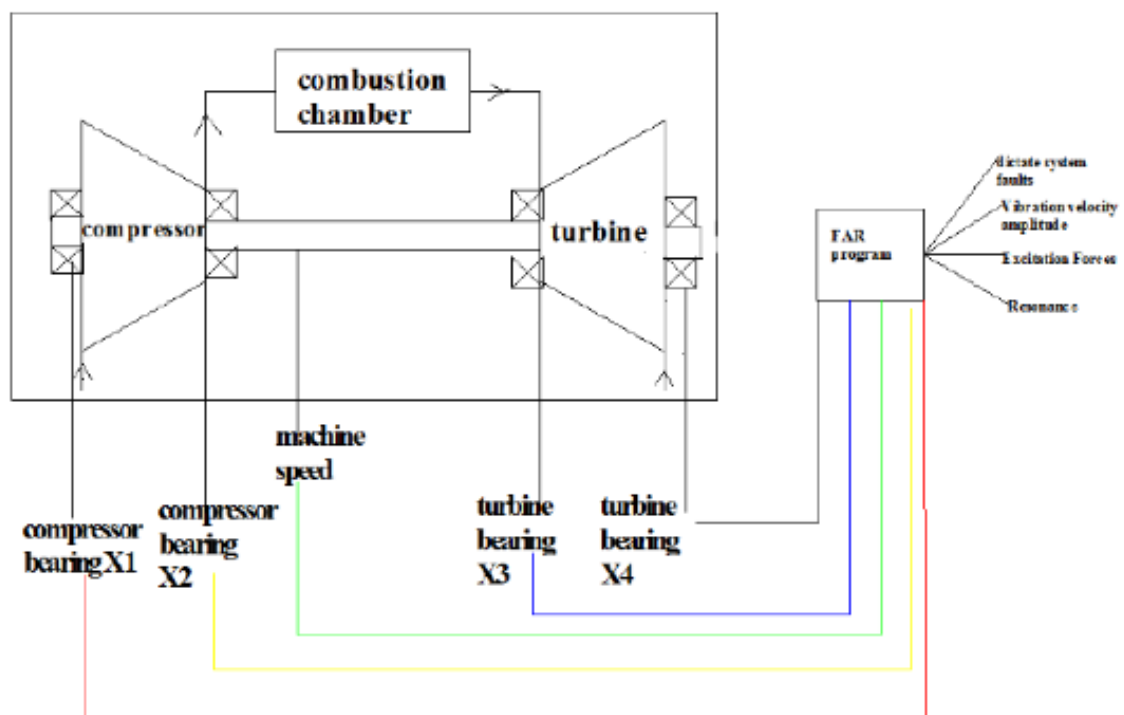 combustion
chamber
compressor
turbine
FAR
program
dictate system
faults
Vibration velocity
amplitude
Excitation Forces
Resonance
machine
speed
compressor
bearing X1
compressor
bearing
X2
turbine
bearing
X3
turbine
bearing
X4